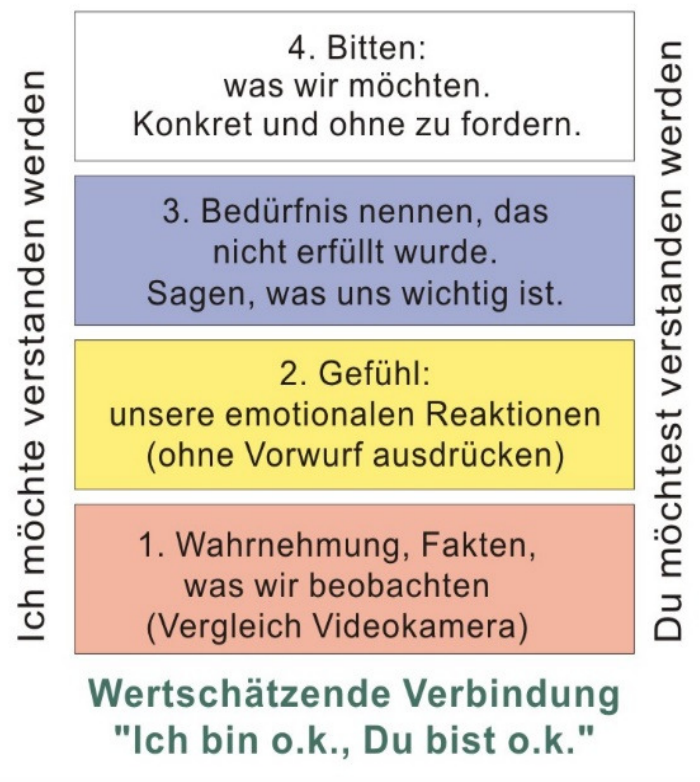 4. Bitten:
was wir möchten.
Konkret und ohne zu fordern.
3. Bedürfnis nennen, das
nicht erfüllt wurde.
Sagen, was uns wichtig ist.
2. Gefühl:
unsere emotionalen Reaktionen
(ohne Vorwurf ausdrücken)
1. Wahrnehmung, Fakten,
was wir beobachten
(Vergleich Videokamera)
Ich möchte verstanden werden
Du möchtest verstanden werden
Wertschätzende Verbindung
"Ich bin o.k., Du bist o.k."